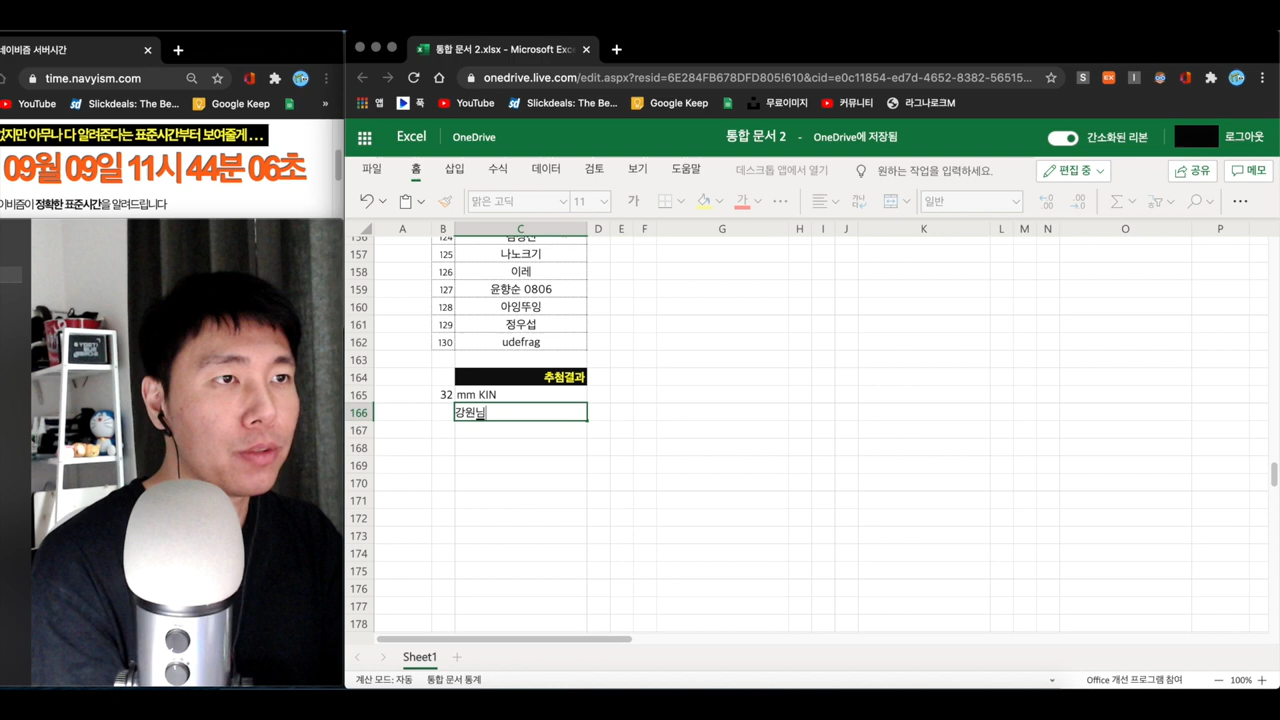 네이비즘 서버시간
time.navyism.com
YouTube
Slickdeals: The Be...
Google Keep
없지만 아무나 다 알려준다는 표준시간부터 보여줄게 . . .
09월 09일 11시 44분 06초
이비즘이 정확한 표준시간을 알려드립니다
통합 문서 2.xlsx - Microsoft Exce
onedrive.live.com/edit.aspx?resid=6E284FB678DFD805!610&cid=e0c11854-ed7d-4652-8382-56515...
앱
푹
YouTube
Slickdeals: The Be...
Google Keep
무료이미지
커뮤니티
라그나로크M
Excel
OneDrive
통합 문서 2 - OneDrive에 저장됨
간소화된 리본
로그아웃
파일 홈 삽입 수식 데이터 검토 보기 도움말
데스크톱 앱에서 열기
원하는 작업을 입력하세요.
편집 중
공유
메모
맑은 고딕 11 가 가 일반
A B C D E F G H I J K L M N O P
156 124
157 125 나노크기
158 126 이레
159 127 윤향순 0806
160 128 아잉뚜잉
161 129 정우섭
162 130 udefrag
163
164 추첨결과
165 32 mm KIN
166 강원님
167
168
169
170
171
172
173
174
175
176
177
178
Sheet1
계산 모드: 자동 통합 문서 통계
Office 개선 프로그램 참여
100%